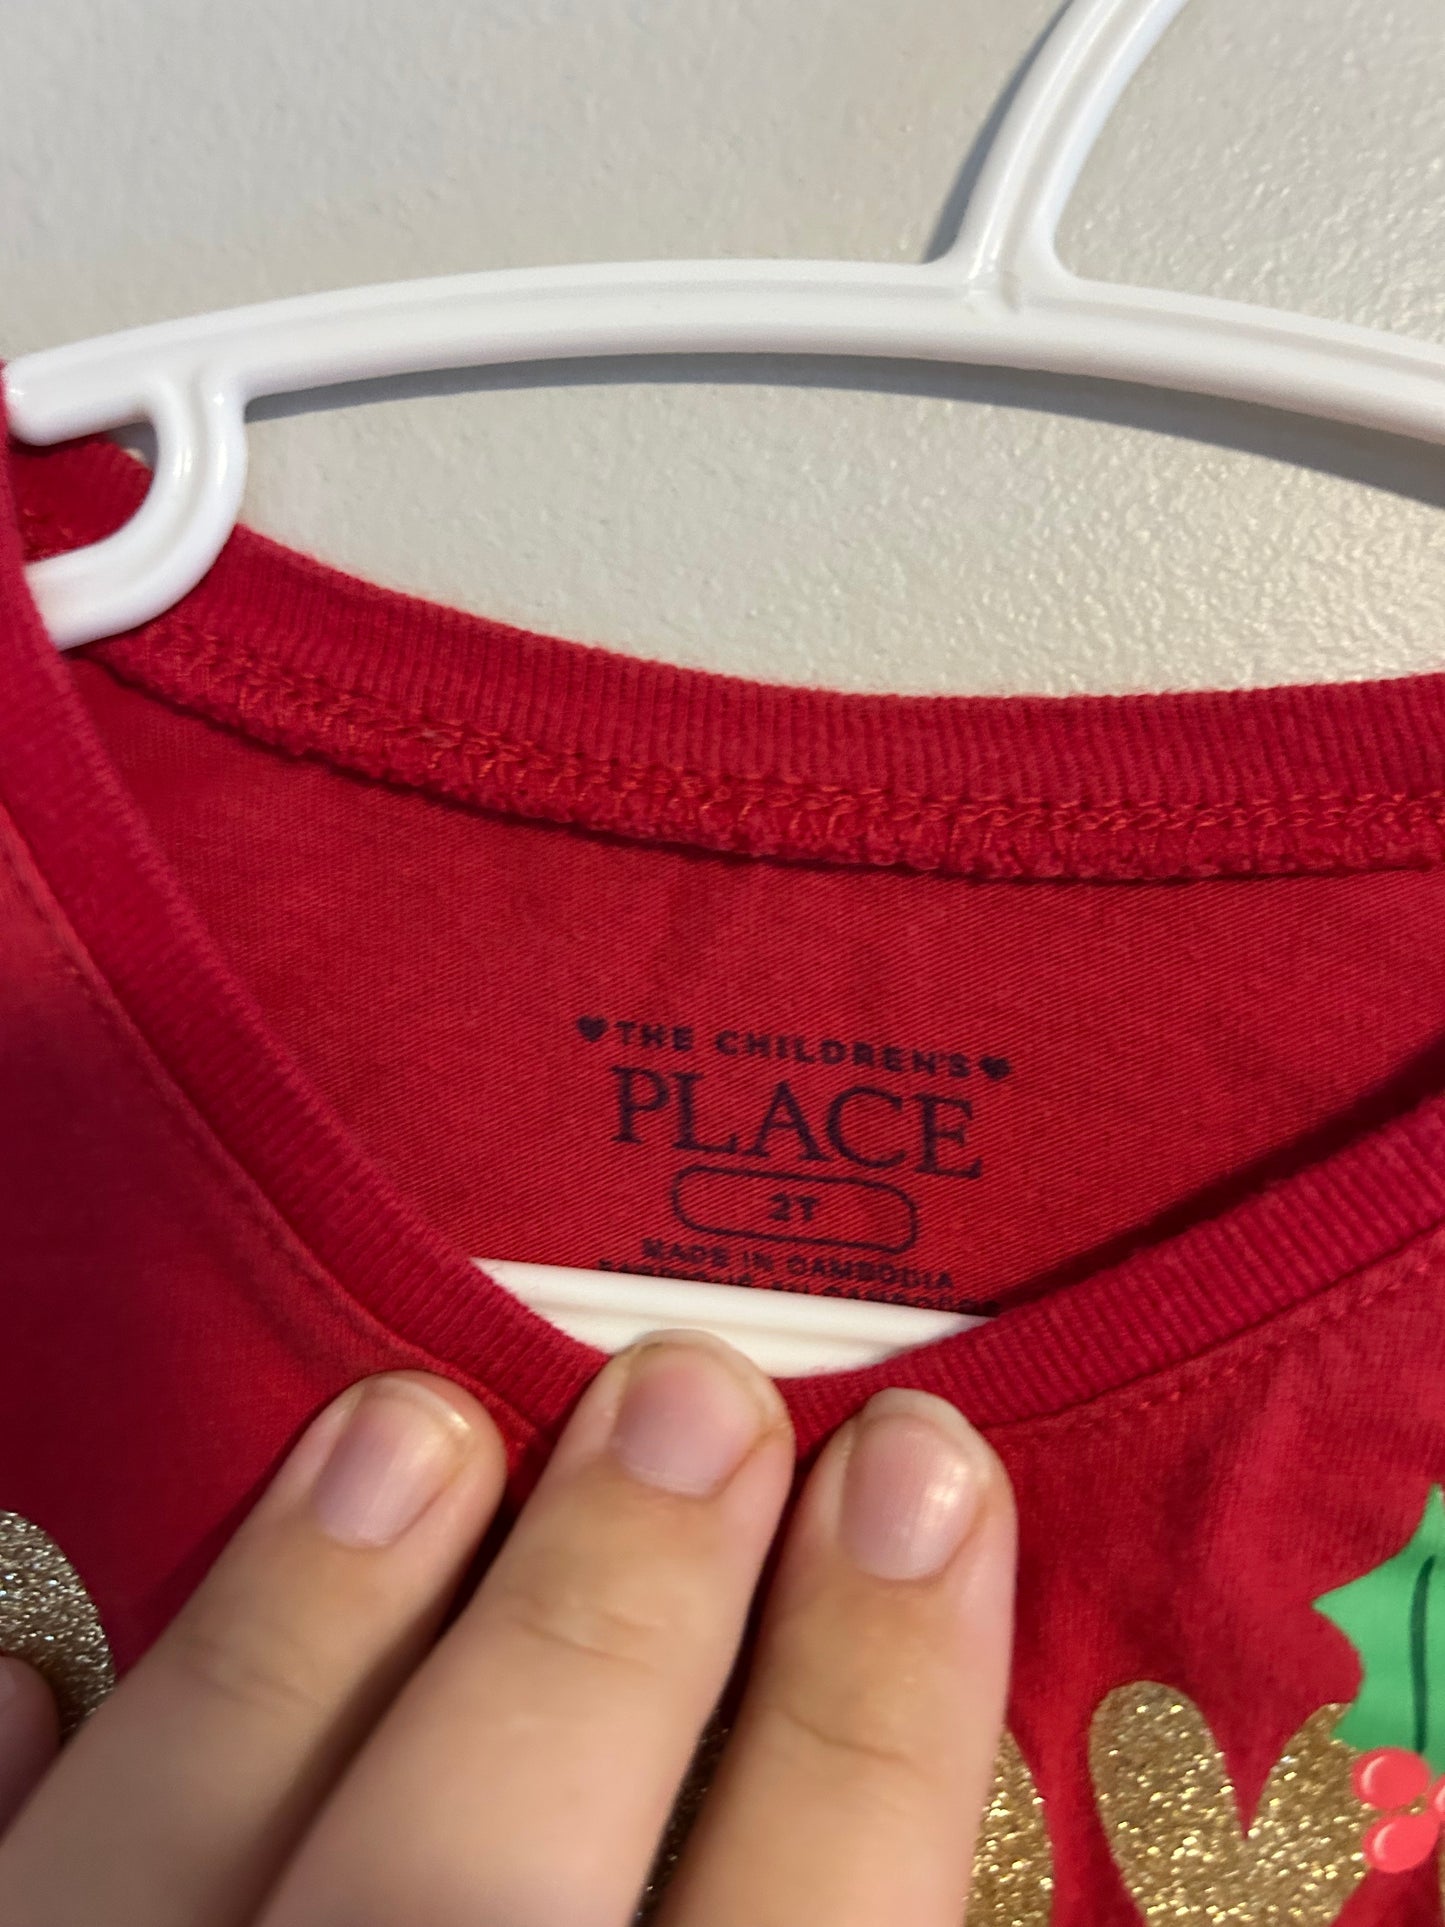 ♥THE CHILDREN'S♥
PLACE
2T
MADE IN CAMBODIA